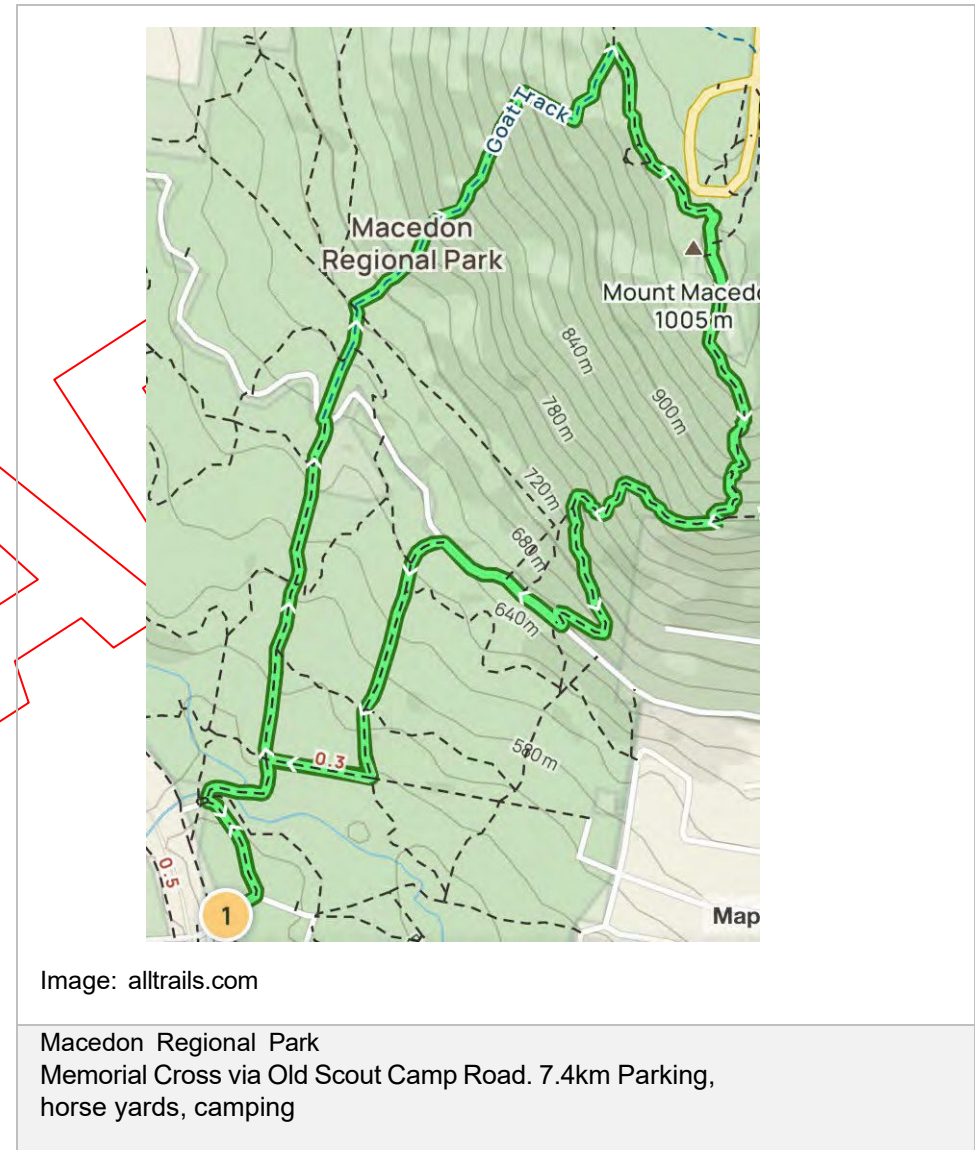 Goat Track
Macedon
Regional Park
Mount Macedo
1005 m
840 m
780 m
900 m
720 m
680 m
640 m
0.3
580 m
0.5
1
Map
Image: alltrails.com
Macedon Regional Park
Memorial Cross via Old Scout Camp Road. 7.4km Parking,
horse yards, camping